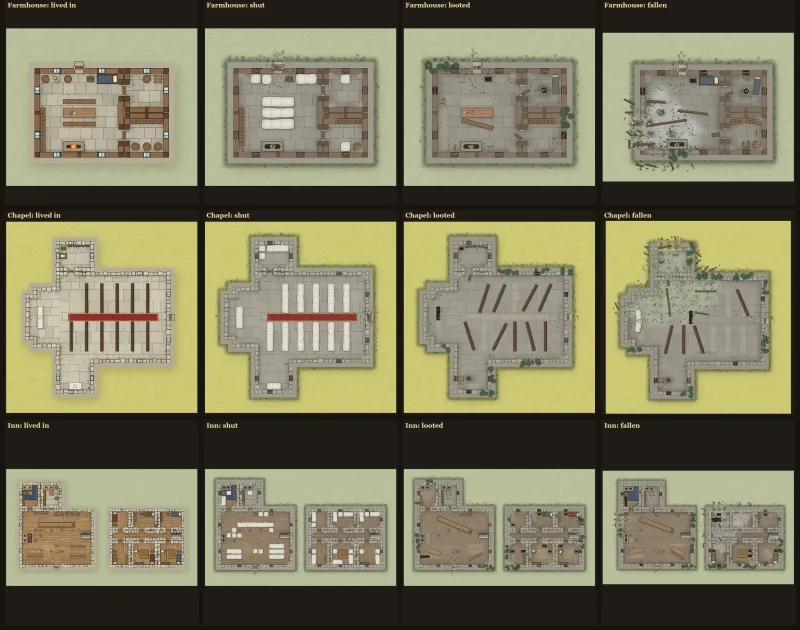 Farmhouse: lived in
Farmhouse: shut
Farmhouse: looted
Farmhouse: fallen
Chapel: lived in
Chapel: shut
Chapel: looted
Chapel: fallen
Inn: lived in
Inn: shut
Inn: looted
Inn: fallen